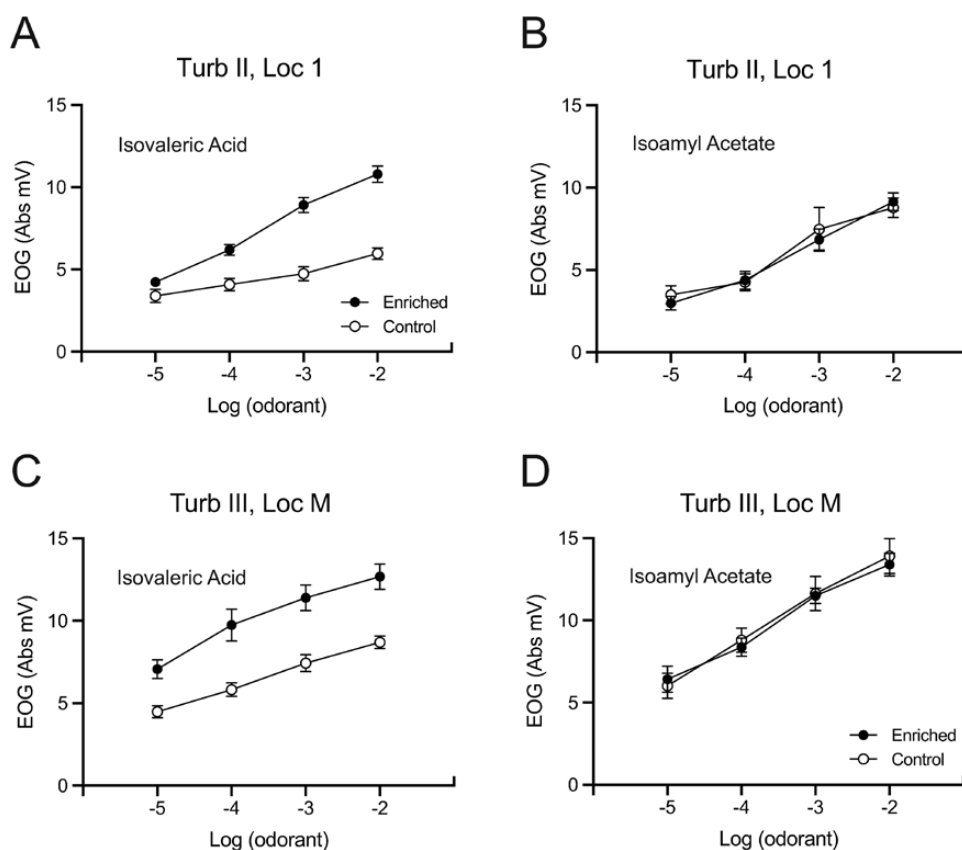 A
Turb II, Loc 1
15
10
5
0
EOG (Abs mV)
Isovaleric Acid
Enriched
Control
-5 -4 -3 -2
Log (odorant)
B
Turb II, Loc 1
15
10
5
0
EOG (Abs mV)
Isoamyl Acetate
-5 -4 -3 -2
Log (odorant)
C
Turb III, Loc M
15
10
5
0
EOG (Abs mV)
Isovaleric Acid
-5 -4 -3 -2
Log (odorant)
D
Turb III, Loc M
15
10
5
0
EOG (Abs mV)
Isoamyl Acetate
Enriched
Control
-5 -4 -3 -2
Log (odorant)